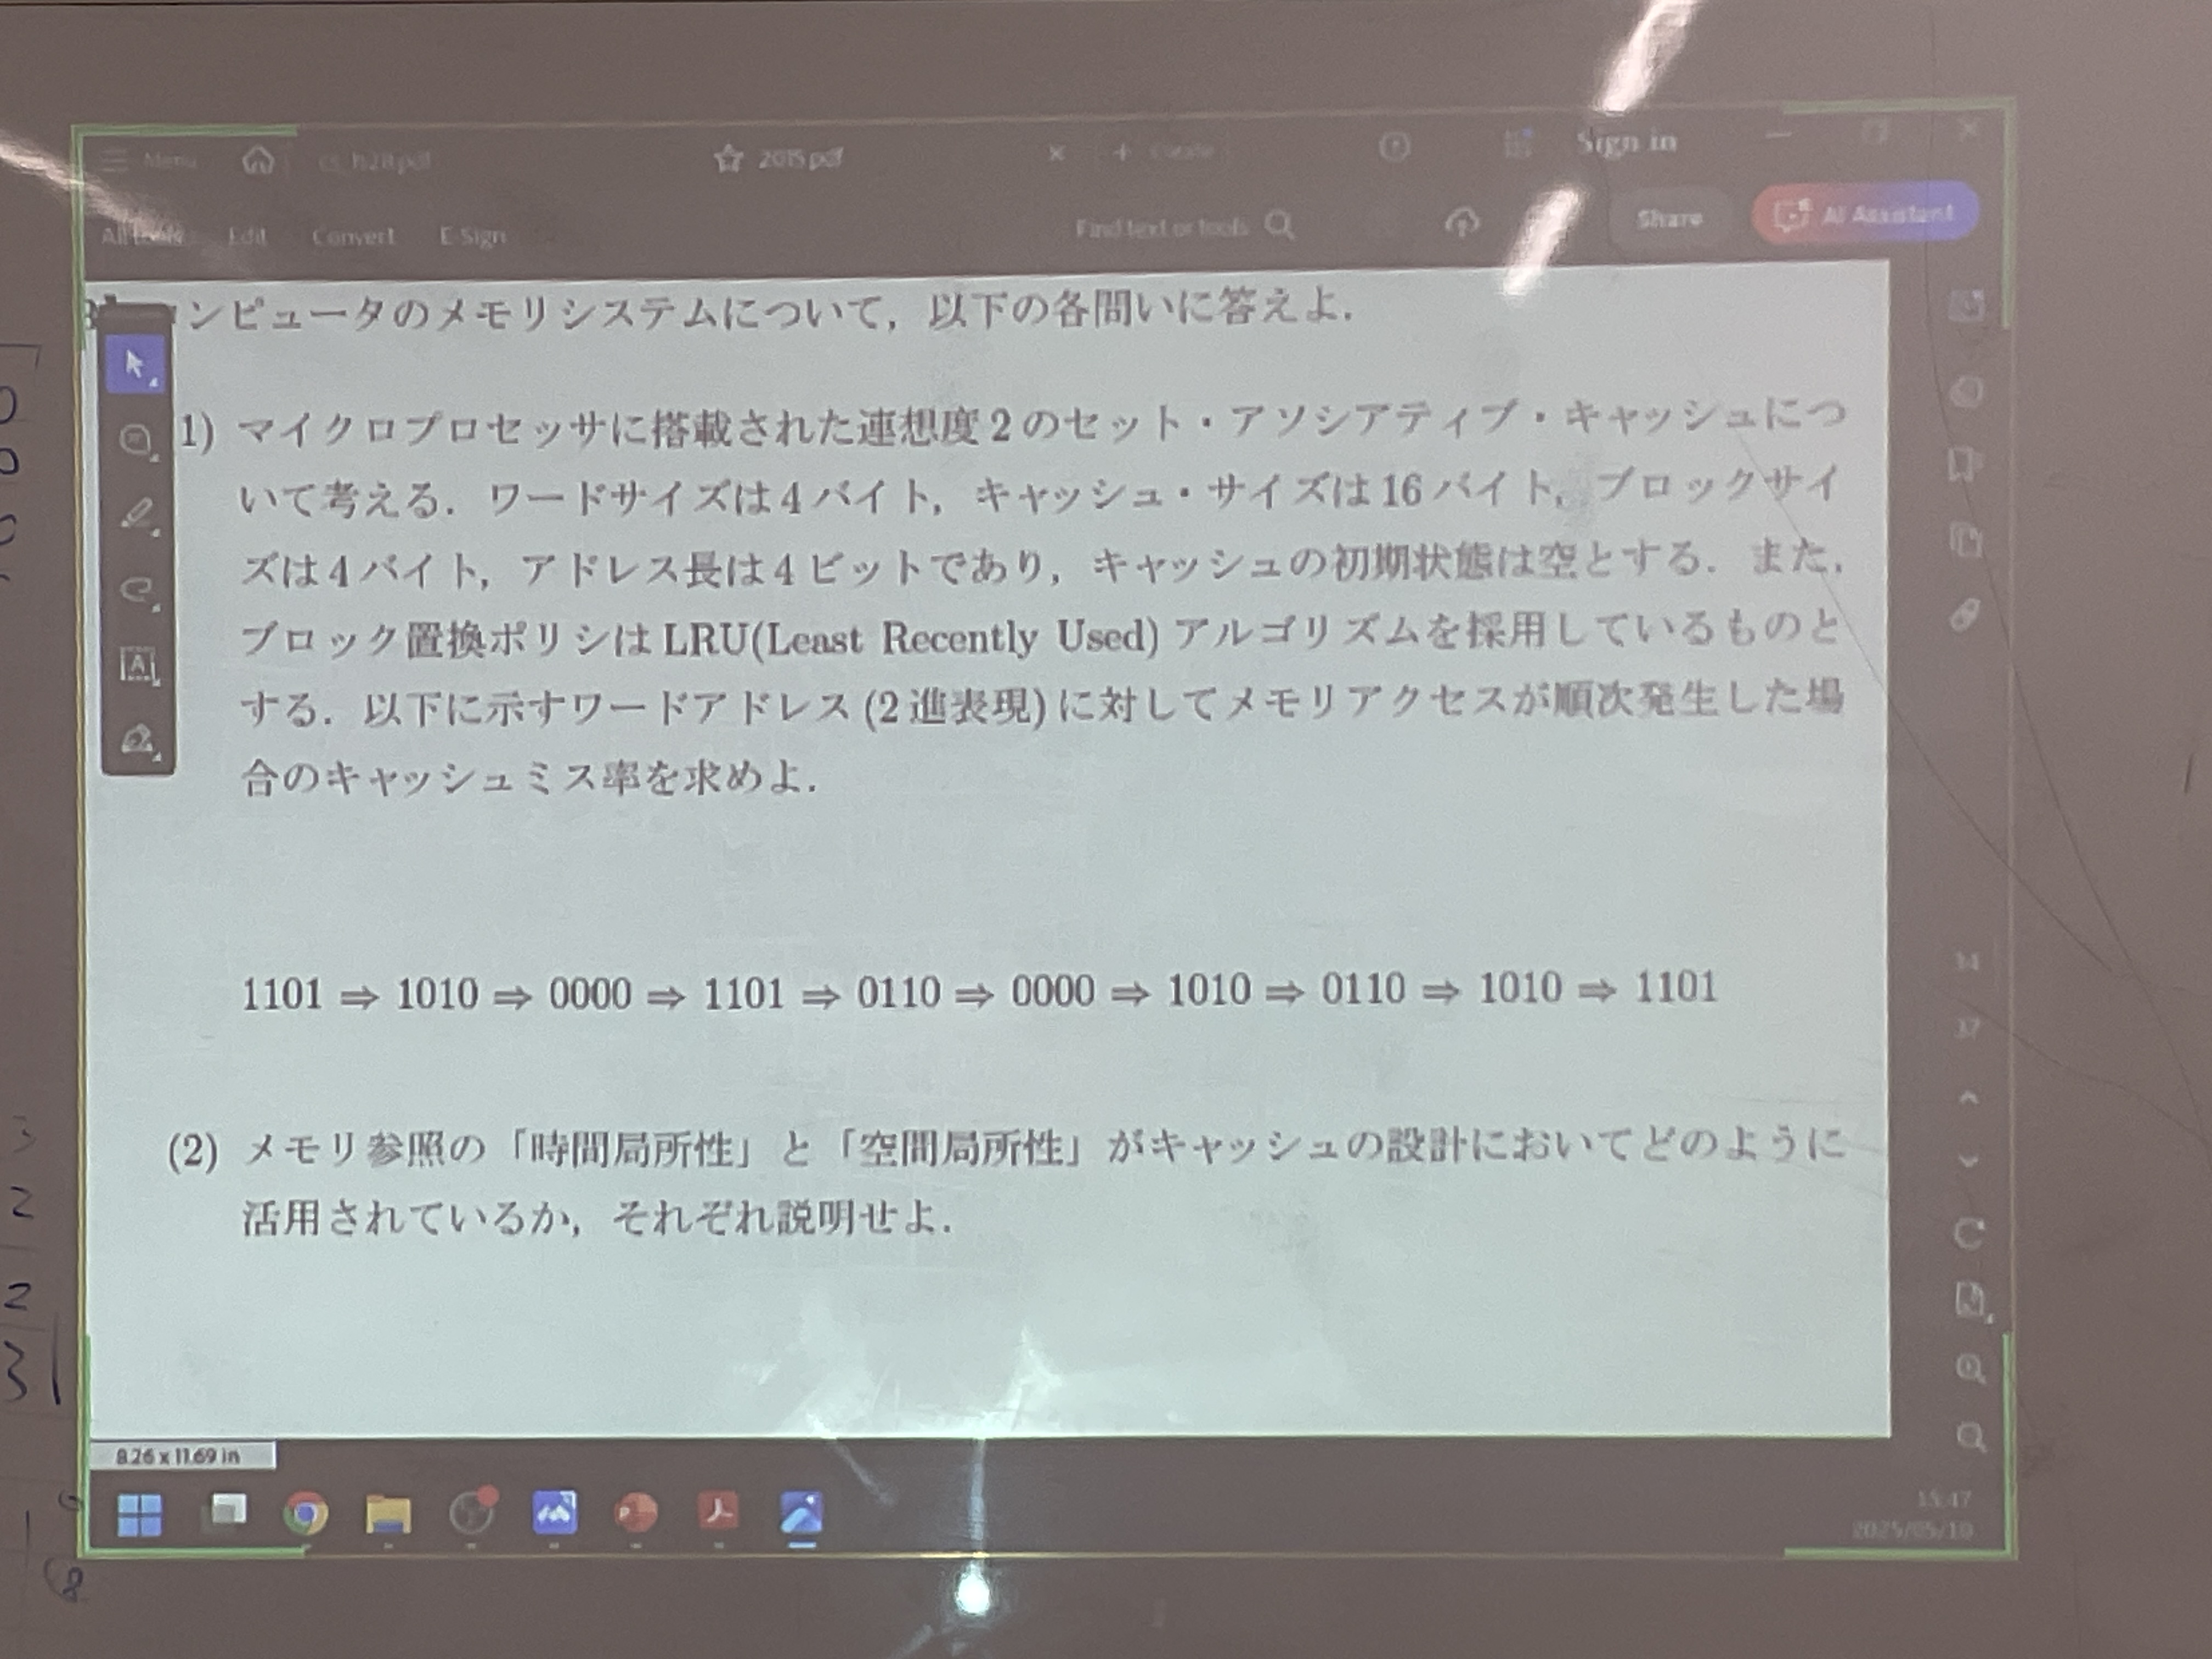 Menu
2015.pdf
Create
Sign in
All tools Edit Convert E-Sign
Find text or tools
Share
AI Assistant
ンピュータのメモリシステムについて，以下の各問いに答えよ．
1) マイクロプロセッサに搭載された連想度2のセット・アソシアティブ・キャッシュにつ
いて考える．ワードサイズは4バイト，キャッシュ・サイズは16バイト，ブロックサイ
ズは4バイト，アドレス長は4ビットであり，キャッシュの初期状態は空とする．また，
ブロック置換ポリシはLRU(Least Recently Used)アルゴリズムを採用しているものと
する．以下に示すワードアドレス(2進表現)に対してメモリアクセスが順次発生した場
合のキャッシュミス率を求めよ．
1101 ⇒ 1010 ⇒ 0000 ⇒ 1101 ⇒ 0110 ⇒ 0000 ⇒ 1010 ⇒ 0110 ⇒ 1010 ⇒ 1101
(2) メモリ参照の「時間局所性」と「空間局所性」がキャッシュの設計においてどのように
活用されているか，それぞれ説明せよ．
8.26 x 11.69 in
15:47
2025/05/10
2
2
3
8